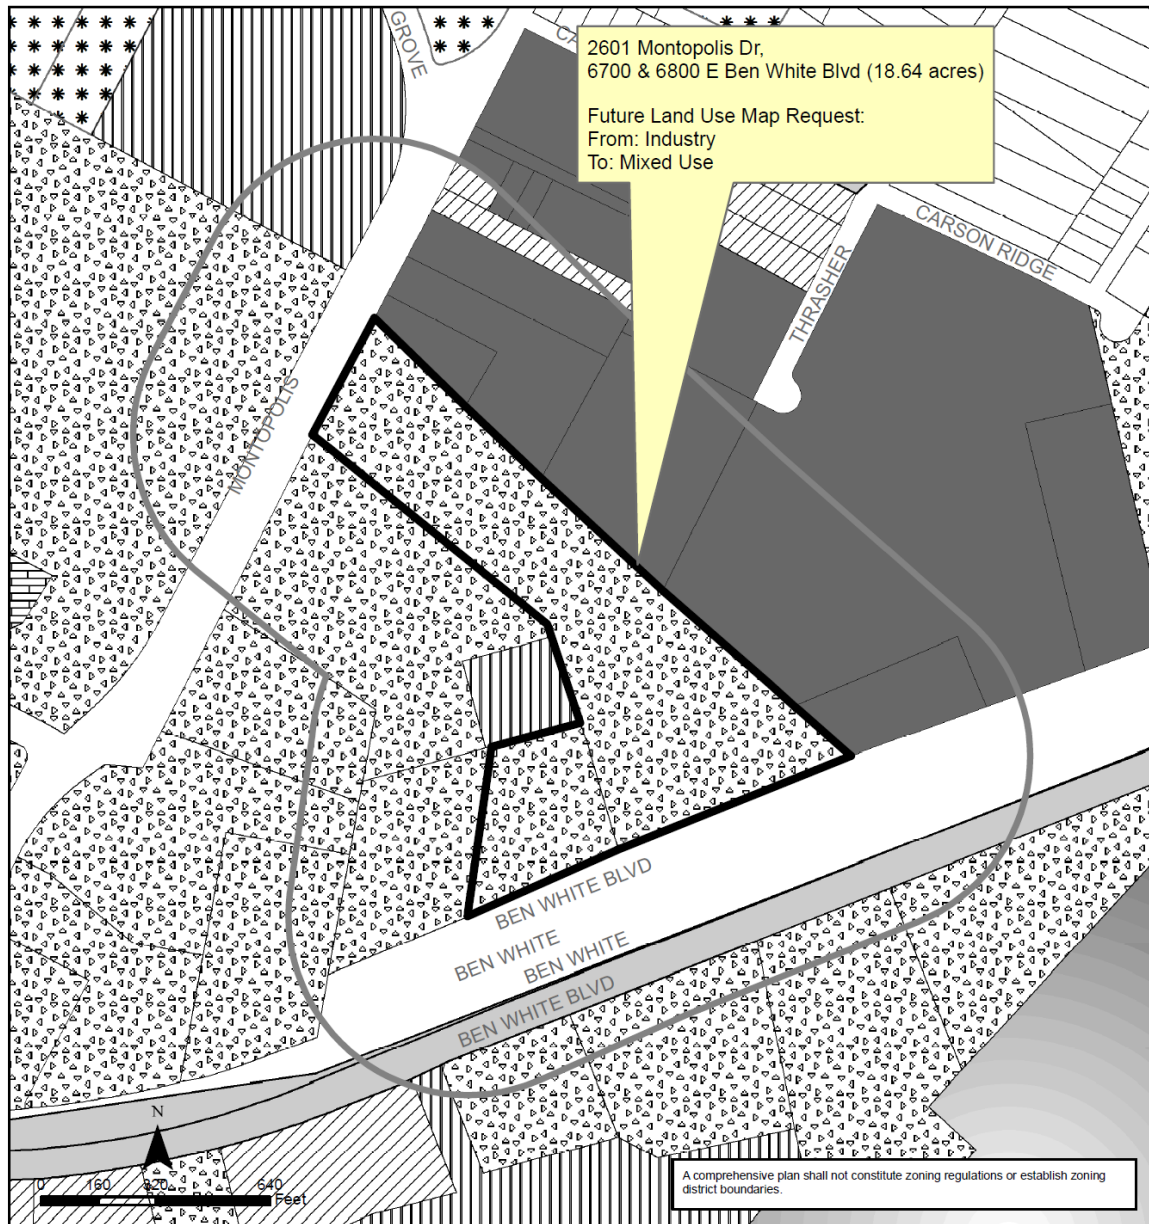 GROVE
2601 Montopolis Dr,
6700 & 6800 E Ben White Blvd (18.64 acres)
Future Land Use Map Request:
From: Industry
To: Mixed Use
CARSON RIDGE
THRASHER
MONTOPOLIS
BEN WHITE BLVD
BEN WHITE
BEN WHITE
BEN WHITE BLVD
N
0 160 320 640
Feet
A comprehensive plan shall not constitute zoning regulations or establish zoning
district boundaries.